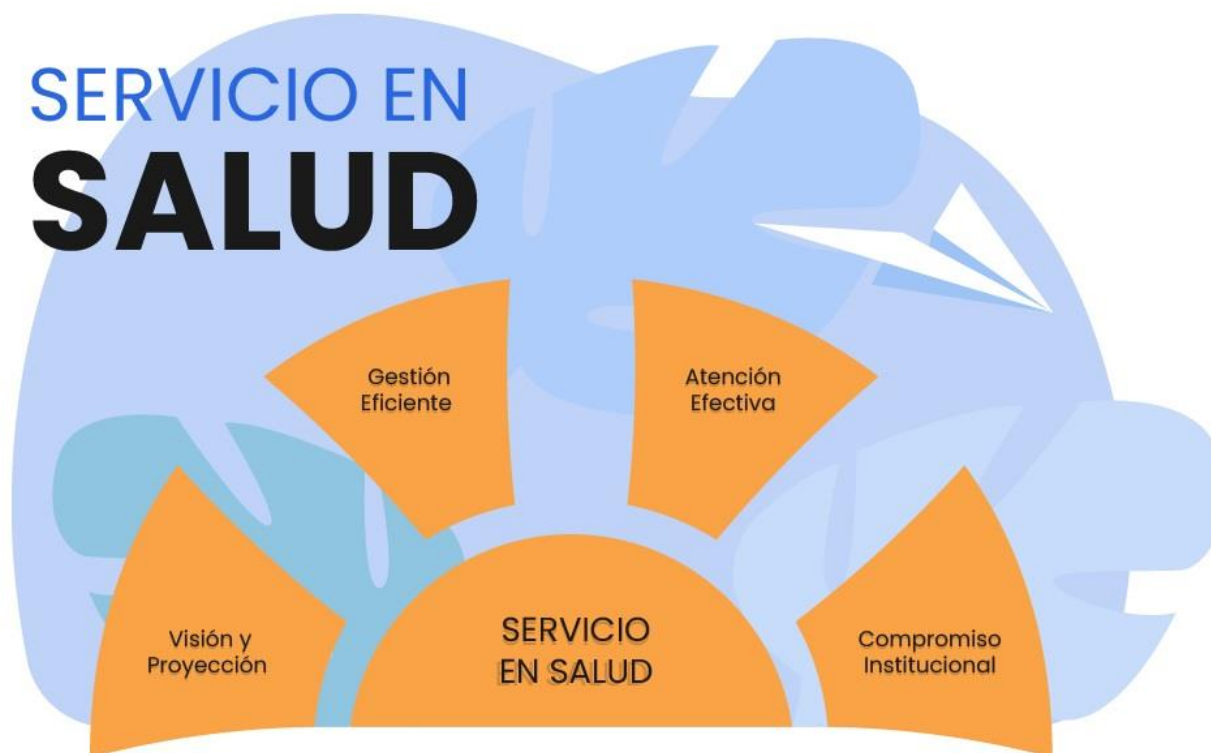 SERVICIO EN
SALUD
Gestión
Eficiente
Atención
Efectiva
Visión y
Proyección
SERVICIO
EN SALUD
Compromiso
Institucional